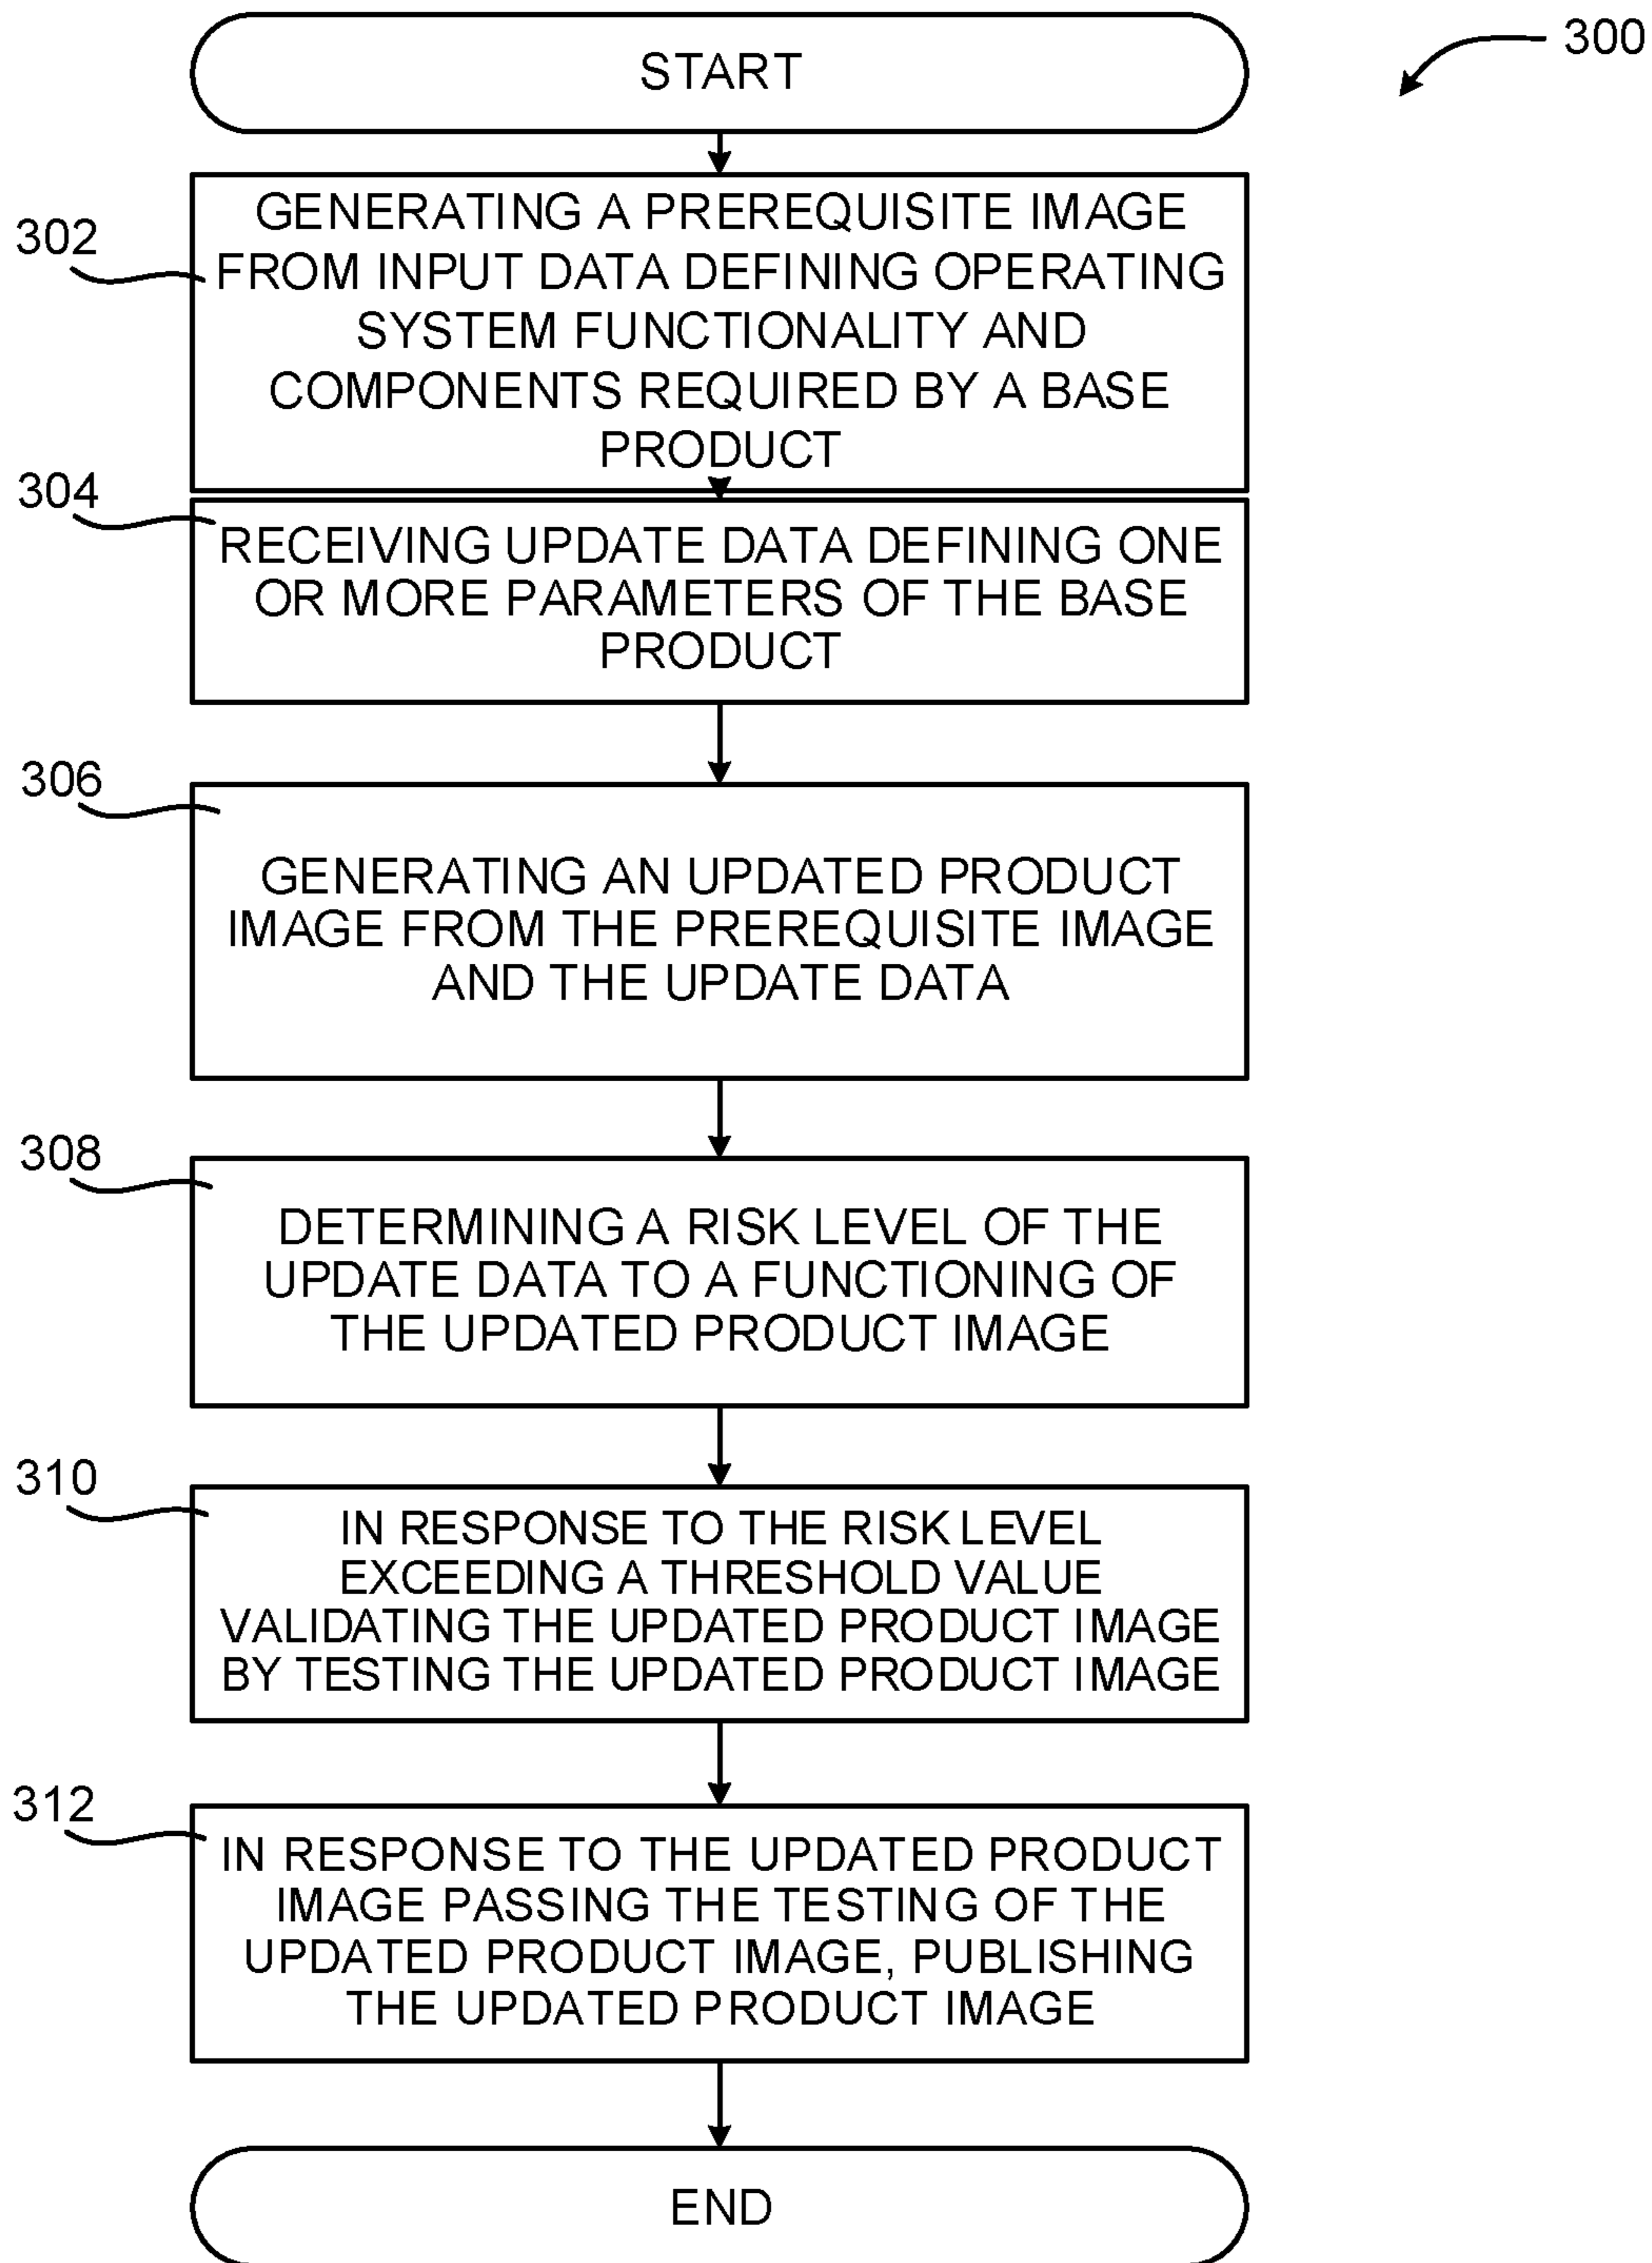 START
300
302
GENERATING A PREREQUISITE IMAGE
FROM INPUT DATA DEFINING OPERATING
SYSTEM FUNCTIONALITY AND
COMPONENTS REQUIRED BY A BASE
PRODUCT
304
RECEIVING UPDATE DATA DEFINING ONE
OR MORE PARAMETERS OF THE BASE
PRODUCT
306
GENERATING AN UPDATED PRODUCT
IMAGE FROM THE PREREQUISITE IMAGE
AND THE UPDATE DATA
308
DETERMINING A RISK LEVEL OF THE
UPDATE DATA TO A FUNCTIONING OF
THE UPDATED PRODUCT IMAGE
310
IN RESPONSE TO THE RISK LEVEL
EXCEEDING A THRESHOLD VALUE
VALIDATING THE UPDATED PRODUCT IMAGE
BY TESTING THE UPDATED PRODUCT IMAGE
312
IN RESPONSE TO THE UPDATED PRODUCT
IMAGE PASSING THE TESTING OF THE
UPDATED PRODUCT IMAGE, PUBLISHING
THE UPDATED PRODUCT IMAGE
END